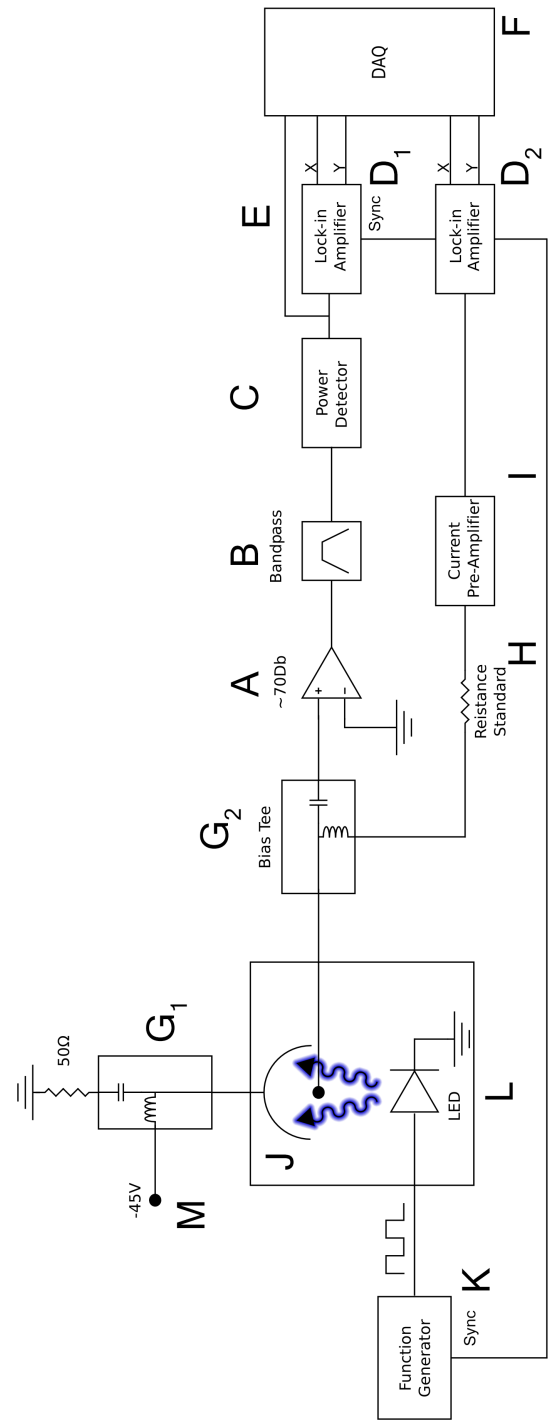 50Ω
-45V
M
G₁
J
LED
L
Function
Generator
Sync
K
G₂
Bias Tee
A
~70Db
+
−
B
Bandpass
C
Power
Detector
E
Lock-in
Amplifier
X
Y
D₁
Sync
DAQ
F
Reistance
Standard
H
Current
Pre-Amplifier
I
Lock-in
Amplifier
X
Y
D₂